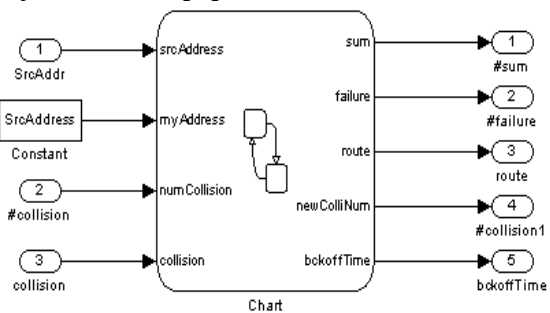 1
SrcAddr
SrcAddress
Constant
2
#collision
3
collision
srcAddress
myAddress
numCollision
collision
sum
failure
route
newColliNum
bckoffTime
Chart
1
#sum
2
#failure
3
route
4
#collision1
5
bckoffTime